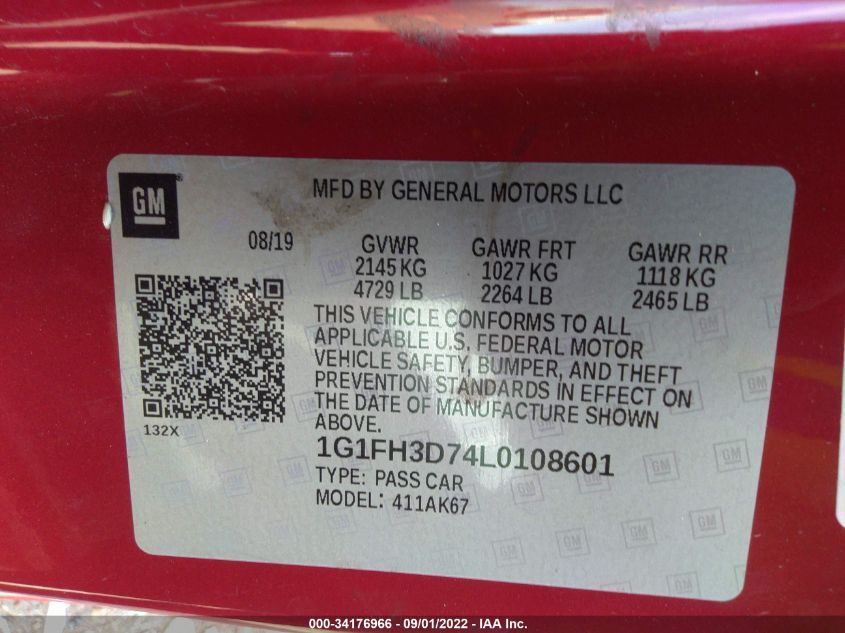 GM
MFD BY GENERAL MOTORS LLC
08/19
GVWR GAWR FRT GAWR RR
2145 KG 1027 KG 1118 KG
4729 LB 2264 LB 2465 LB
THIS VEHICLE CONFORMS TO ALL
APPLICABLE U.S. FEDERAL MOTOR
VEHICLE SAFETY, BUMPER, AND THEFT
PREVENTION STANDARDS IN EFFECT ON
THE DATE OF MANUFACTURE SHOWN
ABOVE.
132X
1G1FH3D74L0108601
TYPE: PASS CAR
MODEL: 411AK67
000-34176966 - 09/01/2022 - IAA Inc.